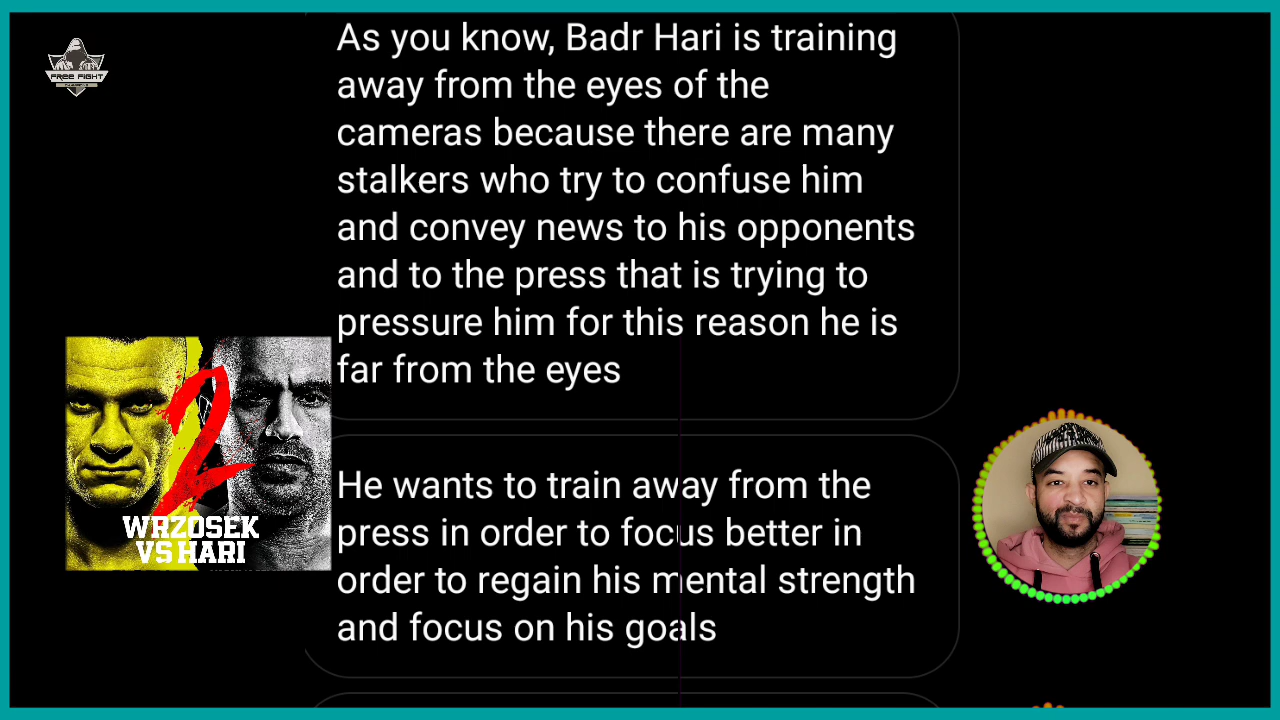 FREE FIGHT
As you know, Badr Hari is training
away from the eyes of the
cameras because there are many
stalkers who try to confuse him
and convey news to his opponents
and to the press that is trying to
pressure him for this reason he is
far from the eyes
He wants to train away from the
press in order to focus better in
order to regain his mental strength
and focus on his goals
2
WRZOSEK
VS HARI